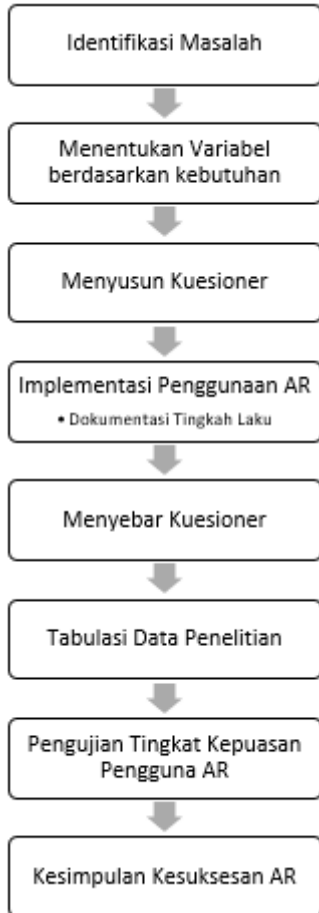 Identifikasi Masalah
Menentukan Variabel
berdasarkan kebutuhan
Menyusun Kuesioner
Implementasi Penggunaan AR
• Dokumentasi Tingkah Laku
Menyebar Kuesioner
Tabulasi Data Penelitian
Pengujian Tingkat Kepuasan
Pengguna AR
Kesimpulan Kesuksesan AR